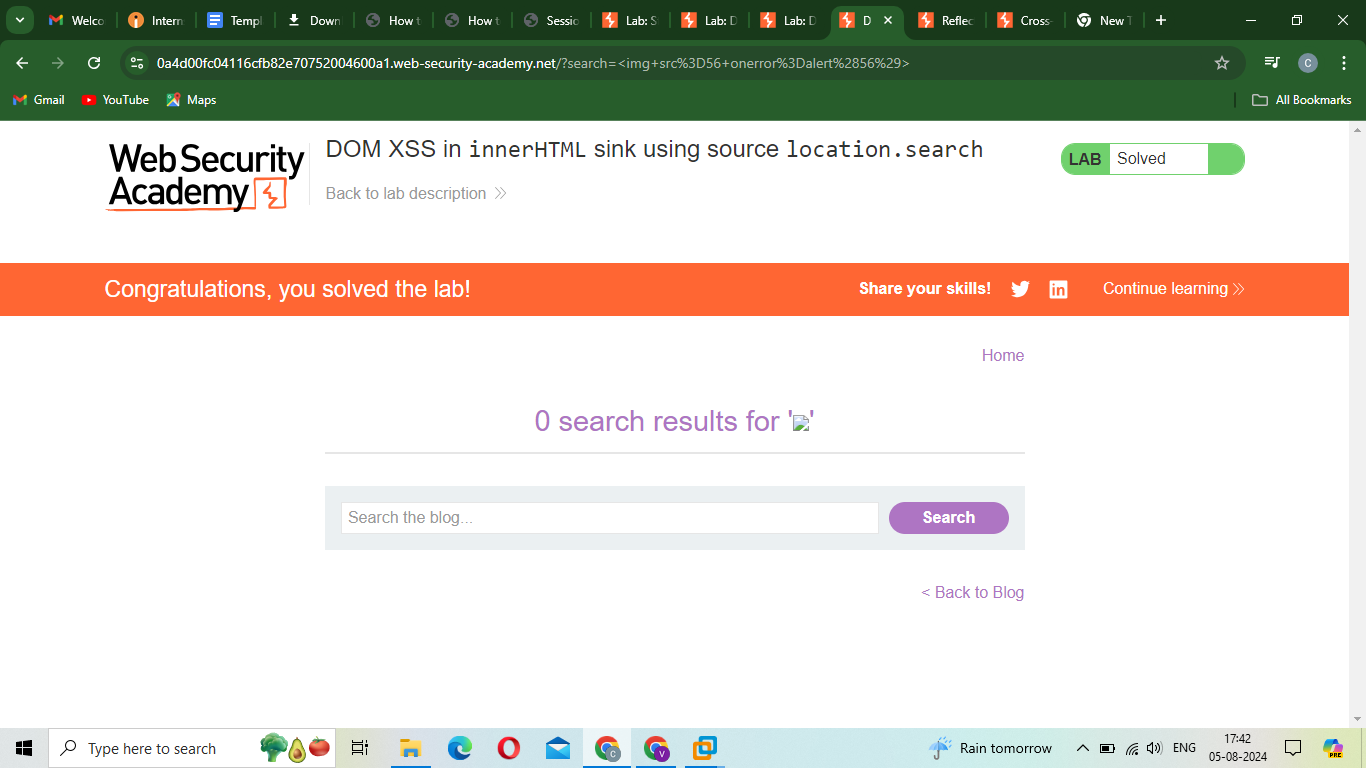 Welco
Intern
Templ
Down
How t
How t
Sessio
Lab: S
Lab: D
Lab: D
D
Reflec
Cross-
New T
0a4d00fc04116cfb82e70752004600a1.web-security-academy.net/?search=<img+src%3D56+onerror%3Dalert%2856%29>
C
Gmail
YouTube
Maps
All Bookmarks
Web Security
Academy
DOM XSS in innerHTML sink using source location.search
Back to lab description
LAB
Solved
Congratulations, you solved the lab!
Share your skills!
in
Continue learning
Home
0 search results for ' '
Search the blog...
Search
< Back to Blog
Type here to search
C
V
Rain tomorrow
ENG
17:42
05-08-2024
PRE